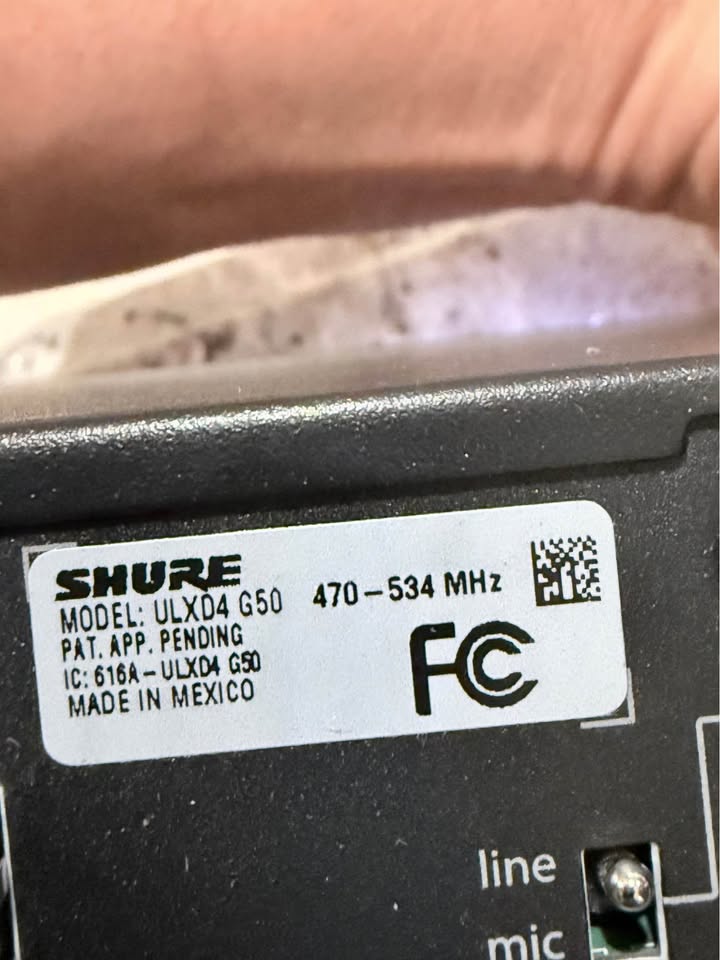 SHURE
MODEL: ULXD4 G50 470-534 MHz
PAT. APP. PENDING
IC: 616A-ULXD4 G50
MADE IN MEXICO
FC
line
mic